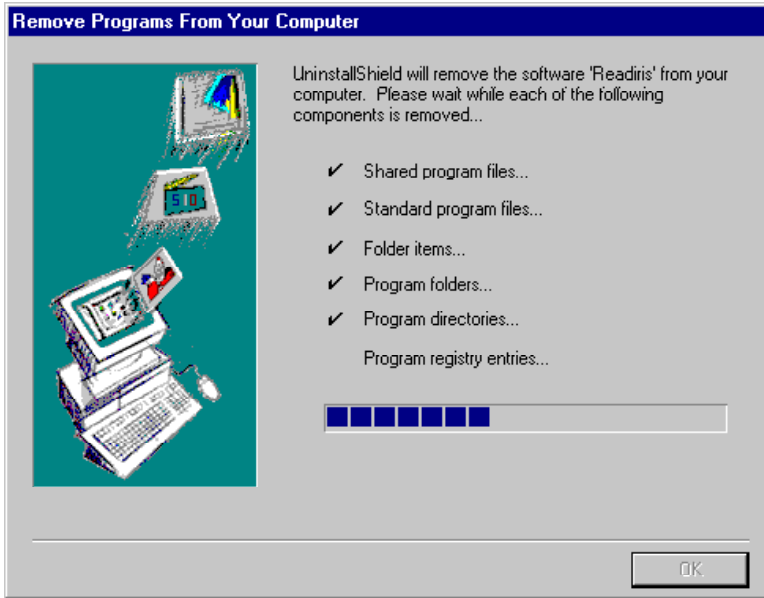 Remove Programs From Your Computer
UninstallShield will remove the software 'Readiris' from your
computer.  Please wait while each of the following
components is removed...
✔ Shared program files...
✔ Standard program files...
✔ Folder items...
✔ Program folders...
✔ Program directories...
Program registry entries...
OK